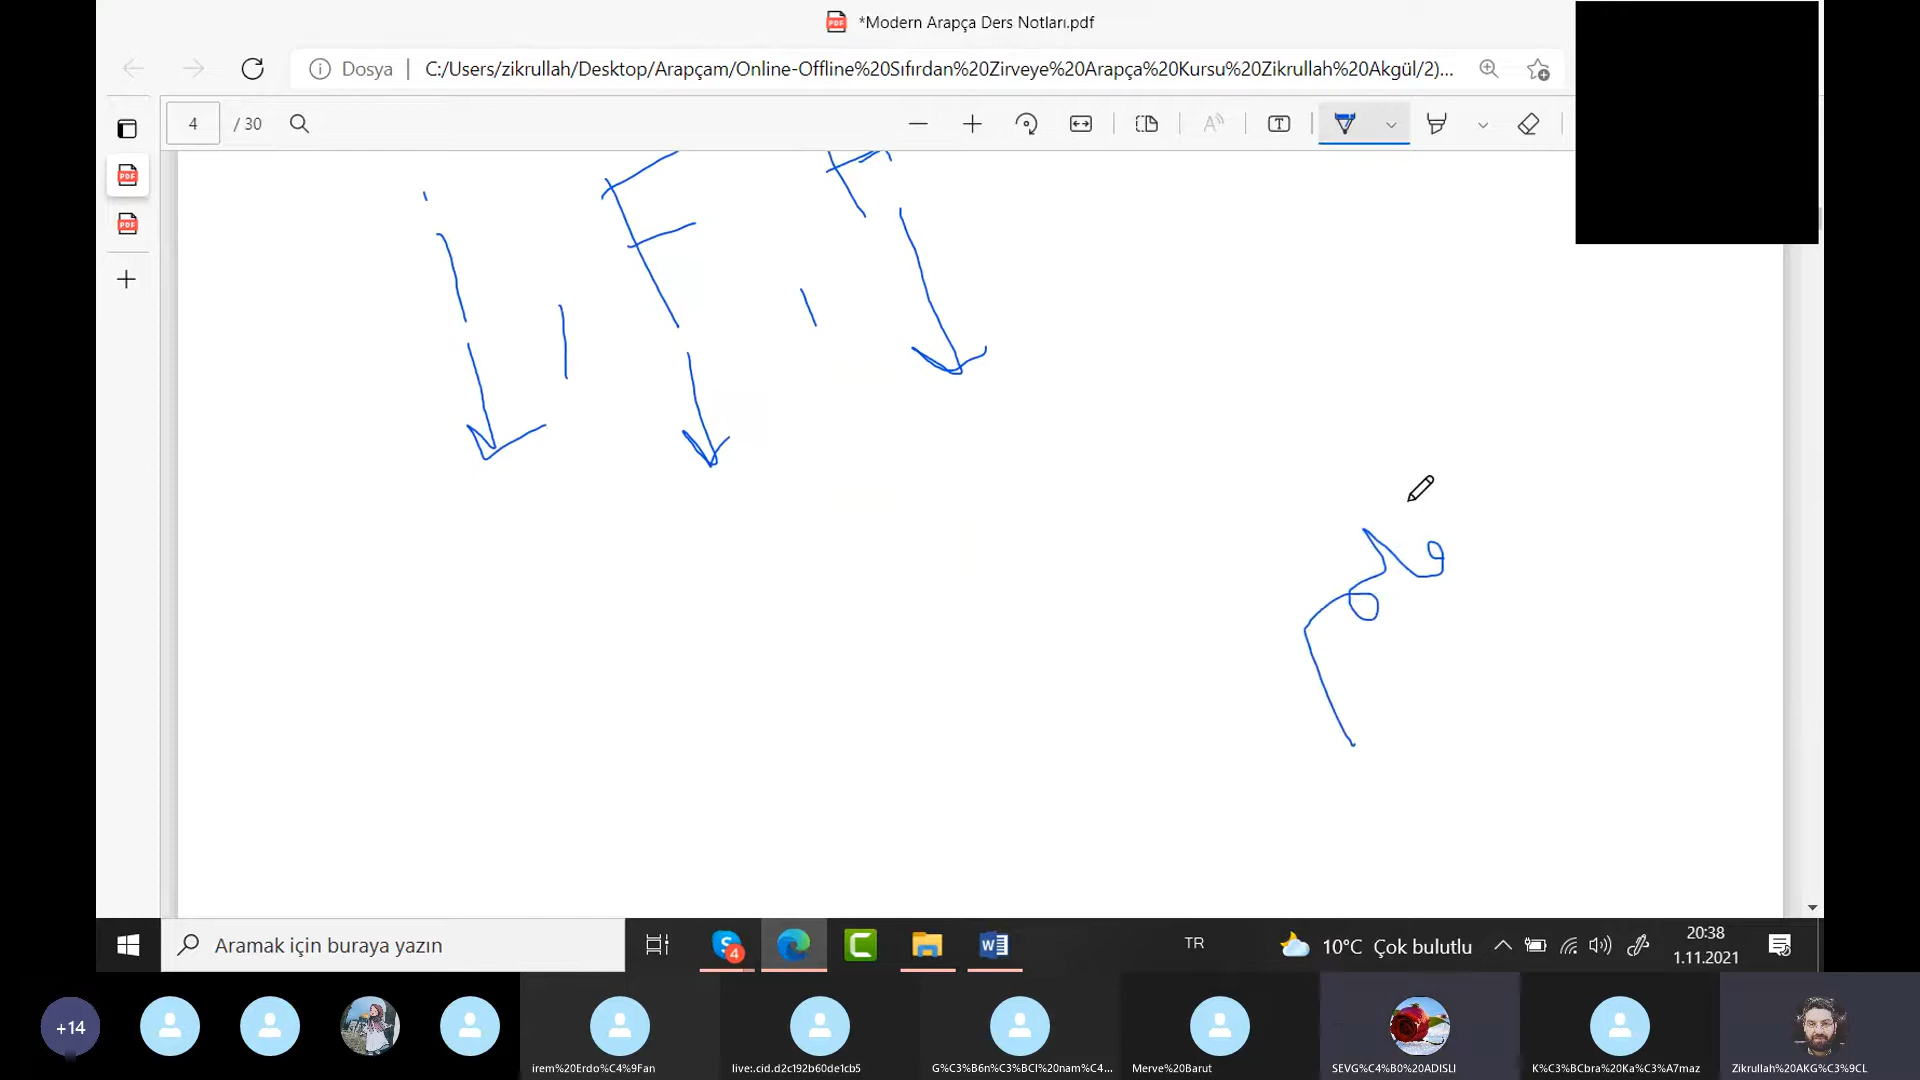 *Modern Arapça Ders Notları.pdf
Dosya C:/Users/zikrullah/Desktop/Arapçam/Online-Offline%20Sıfırdan%20Zirveye%20Arapça%20Kursu%20Zikrullah%20Akgül/2)...
4 / 30
Aramak için buraya yazın
4
TR
10°C Çok bulutlu
20:38
1.11.2021
+14
irem%20Erdo%C4%9Fan
live:.cid.d2c192b60de1cb5
G%C3%B6n%C3%BCl%20nam%C4...
Merve%20Barut
SEVG%C4%B0%20ADISLI
K%C3%BCbra%20Ka%C3%A7maz
Zikrullah%20AKG%C3%9CL